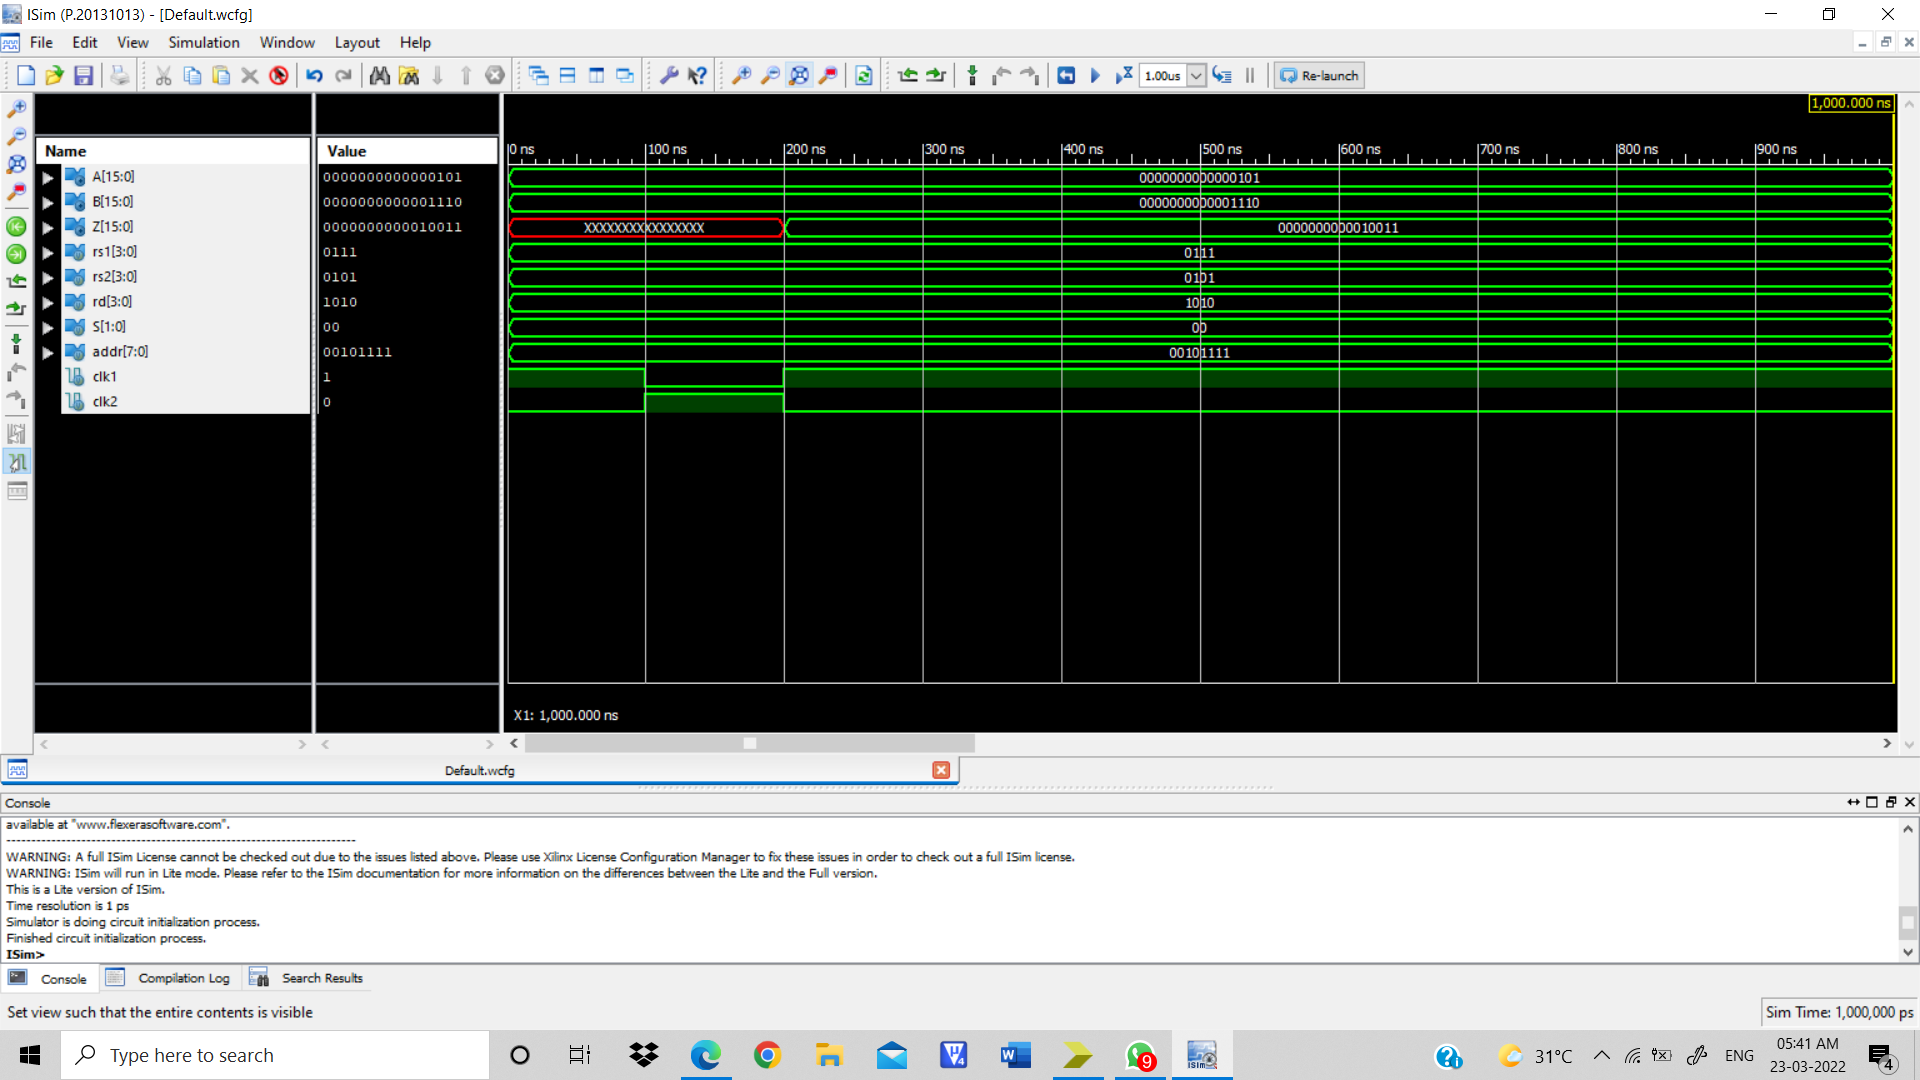 ISim (P.20131013) - [Default.wcfg]
File Edit View Simulation Window Layout Help
1.00us Re-launch
1,000.000 ns
Name Value
0 ns 100 ns 200 ns 300 ns 400 ns 500 ns 600 ns 700 ns 800 ns 900 ns
A[15:0] 0000000000000101 0000000000000101
B[15:0] 0000000000001110 0000000000001110
Z[15:0] 0000000000010011 XXXXXXXXXXXXXXXX 0000000000010011
rs1[3:0] 0111 0111
rs2[3:0] 0101 0101
rd[3:0] 1010 1010
S[1:0] 00 00
addr[7:0] 00101111 00101111
clk1 1
clk2 0
X1: 1,000.000 ns
Default.wcfg
Console
available at "www.flexerasoftware.com".
----------------------------------------------------------------------
WARNING: A full ISim License cannot be checked out due to the issues listed above. Please use Xilinx License Configuration Manager to fix these issues in order to check out a full ISim license.
WARNING: ISim will run in Lite mode. Please refer to the ISim documentation for more information on the differences between the Lite and the Full version.
This is a Lite version of ISim.
Time resolution is 1 ps
Simulator is doing circuit initialization process.
Finished circuit initialization process.
ISim>
Console Compilation Log Search Results
Set view such that the entire contents is visible Sim Time: 1,000,000 ps
Type here to search 9 31°C ENG 05:41 AM
23-03-2022 4